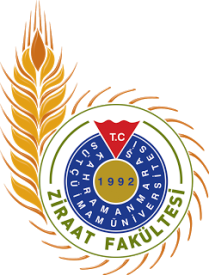 T.C
KAHRAMANMARAŞ
SÜTÇÜ İMAM ÜNİVERSİTESİ
1992
ZİRAAT FAKÜLTESİ